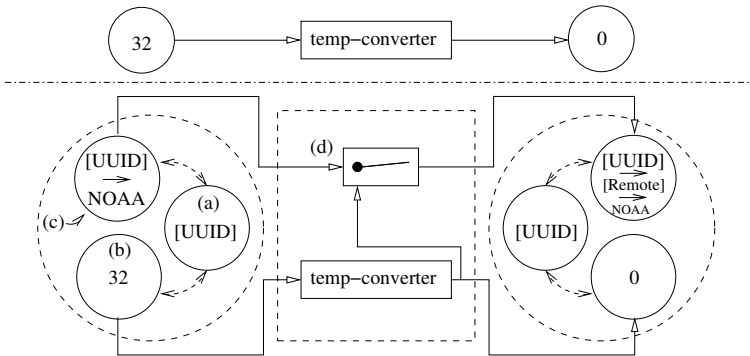 32
temp−converter
0
[UUID]
NOAA
(a)
[UUID]
(c)
(b)
32
(d)
temp−converter
[UUID]
[Remote]
NOAA
[UUID]
0